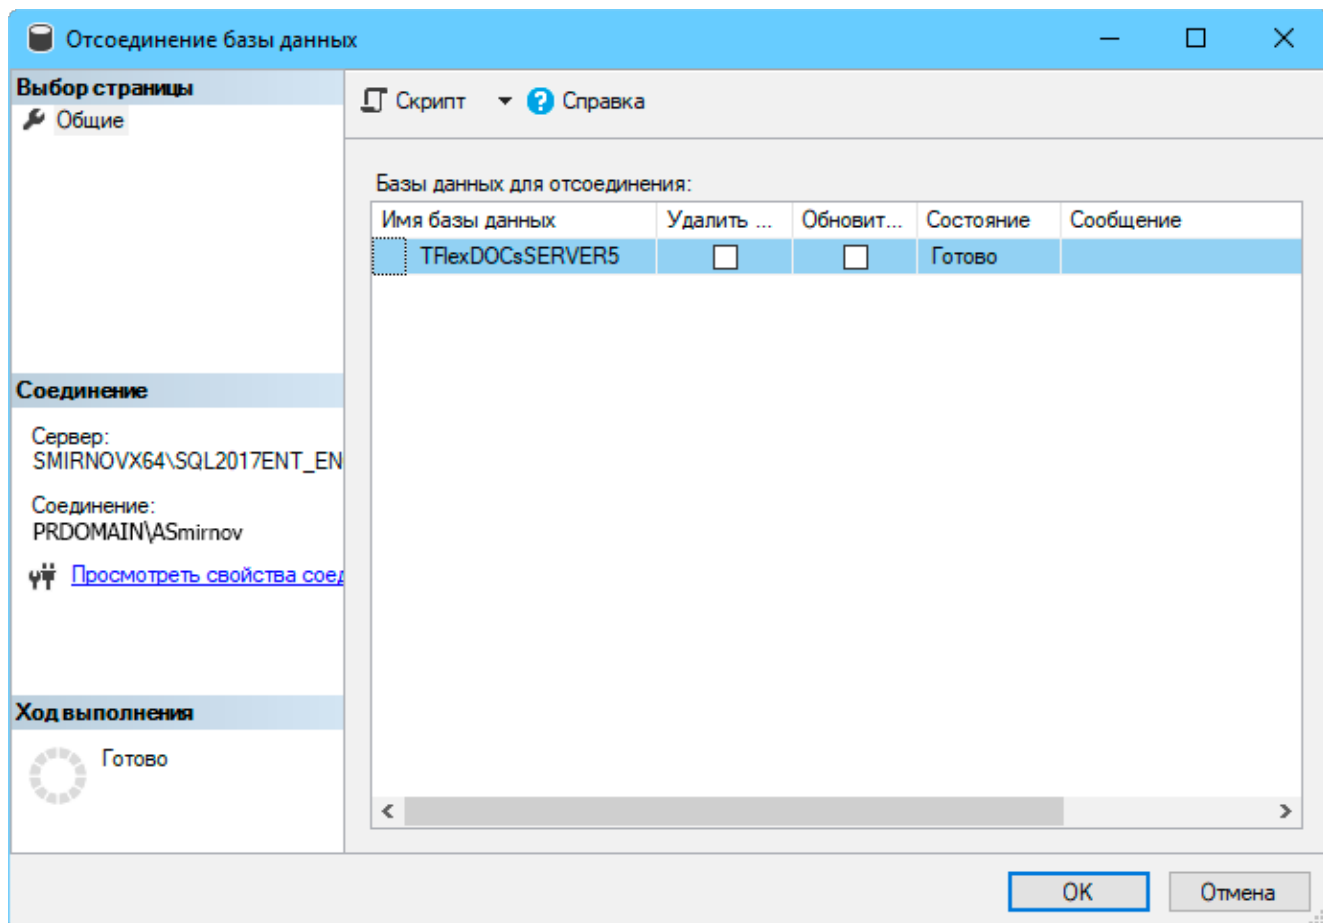 Отсоединение базы данных
Выбор страницы
Общие
Скрипт Справка
Базы данных для отсоединения:
Имя базы данных Удалить ... Обновит... Состояние Сообщение
TFlexDOCsSERVER5 Готово
Соединение
Сервер:
SMIRNOVX64\SQL2017ENT_EN
Соединение:
PRDOMAIN\ASmirnov
Просмотреть свойства соед
Ход выполнения
Готово
OK Отмена